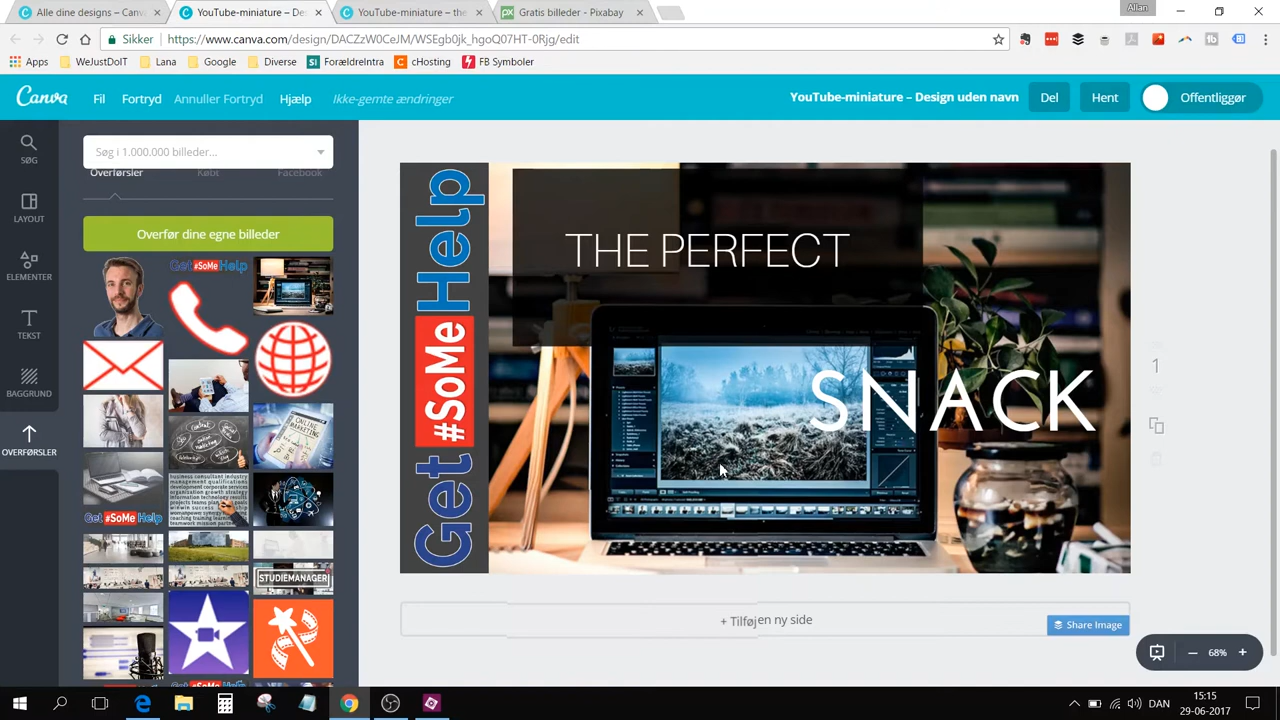 Alle dine designs – Canv
YouTube-miniature – De
YouTube-miniature – the
Gratis billeder - Pixabay
Allan
Sikker
https://www.canva.com/design/DACZzW0CeJM/WSEgb0jk_hgoQ07HT-0Rjg/edit
Apps
WeJustDoIT
Lana
Google
Diverse
ForældreIntra
cHosting
FB Symboler
Canva
Fil
Fortryd
Annuller Fortryd
Hjælp
Ikke-gemte ændringer
YouTube-miniature – Design uden navn
Del
Hent
Offentliggør
SØG
LAYOUT
ELEMENTER
TEKST
BAGGRUND
OVERFØRSLER
Søg i 1.000.000 billeder...
Overførsler
Købt
Facebook
Overfør dine egne billeder
Get #SoMe Help
ONLINE
MARKETING
Get #SoMe Help
STUDIEMANAGER
Get #SoMe Help
THE PERFECT
SNACK
1
+ Tilføj en ny side
Share Image
68%
DAN
15:15
29-06-2017